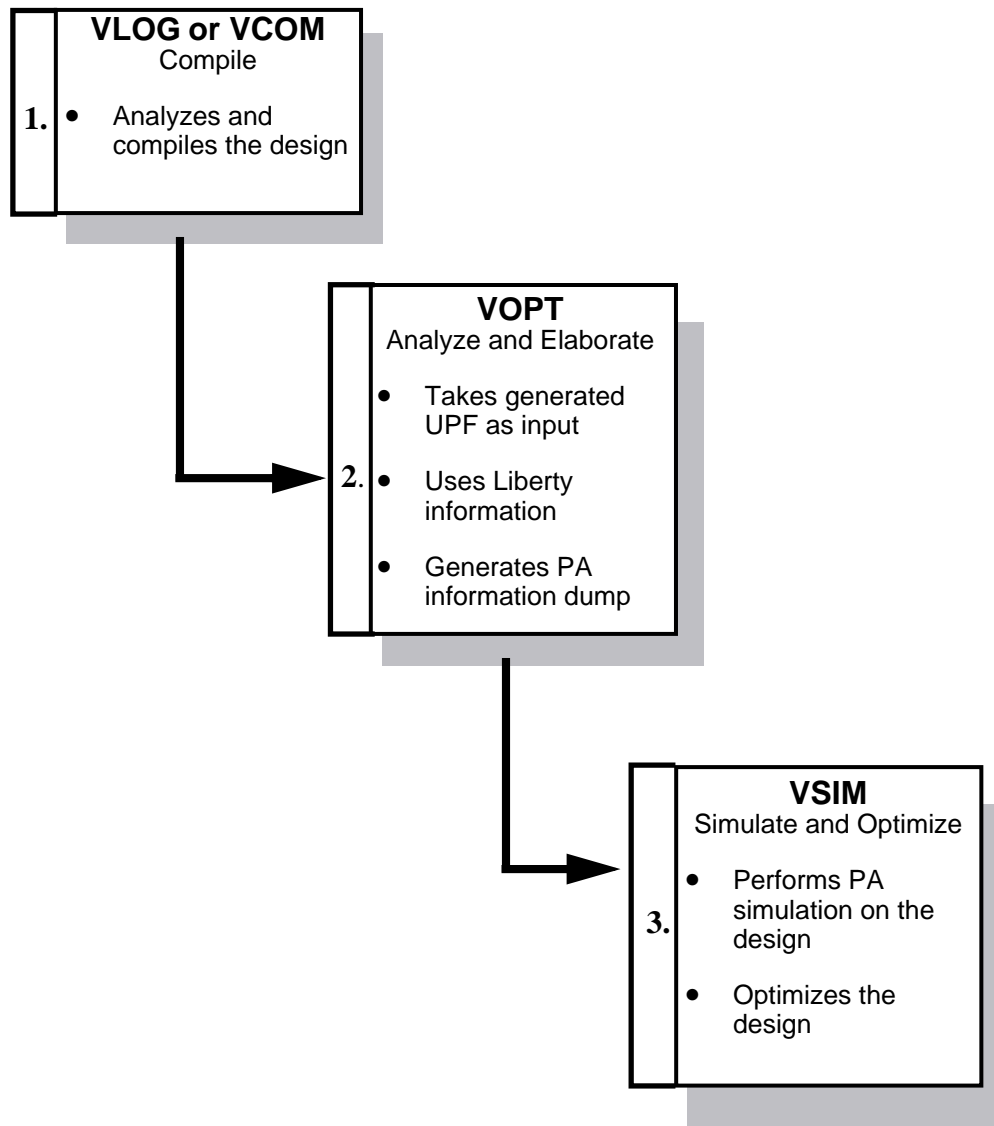 VLOG or VCOM
Compile
1.
• Analyzes and
compiles the design
VOPT
Analyze and Elaborate
2.
• Takes generated
UPF as input
• Uses Liberty
information
• Generates PA
information dump
VSIM
Simulate and Optimize
3.
• Performs PA
simulation on the
design
• Optimizes the
design